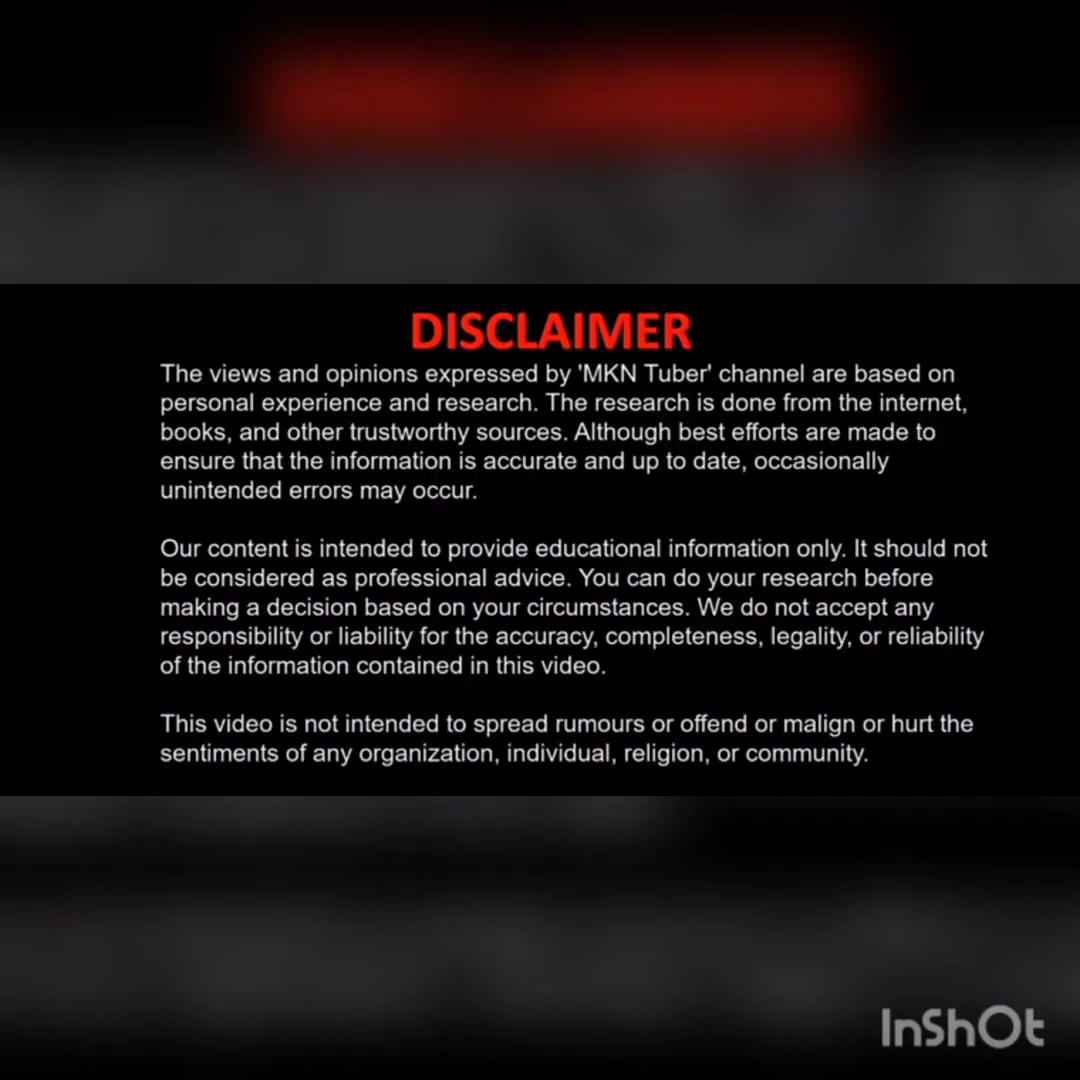 DISCLAIMER
The views and opinions expressed by 'MKN Tuber' channel are based on
personal experience and research. The research is done from the internet,
books, and other trustworthy sources. Although best efforts are made to
ensure that the information is accurate and up to date, occasionally
unintended errors may occur.
Our content is intended to provide educational information only. It should not
be considered as professional advice. You can do your research before
making a decision based on your circumstances. We do not accept any
responsibility or liability for the accuracy, completeness, legality, or reliability
of the information contained in this video.
This video is not intended to spread rumours or offend or malign or hurt the
sentiments of any organization, individual, religion, or community.
InShOt